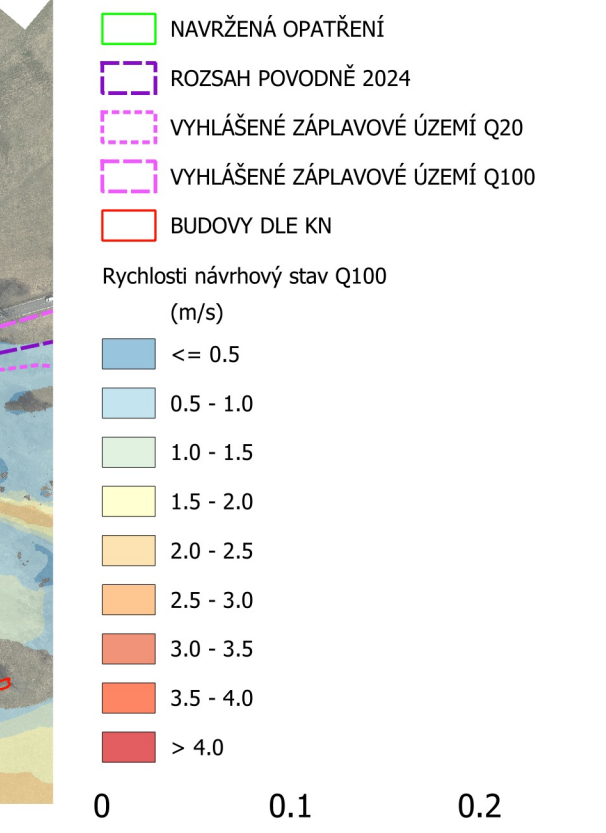 NAVRŽENÁ OPATŘENÍ
ROZSAH POVODNĚ 2024
VYHLÁŠENÉ ZÁPLAVOVÉ ÚZEMÍ Q20
VYHLÁŠENÉ ZÁPLAVOVÉ ÚZEMÍ Q100
BUDOVY DLE KN
Rychlosti návrhový stav Q100
(m/s)
<= 0.5
0.5 - 1.0
1.0 - 1.5
1.5 - 2.0
2.0 - 2.5
2.5 - 3.0
3.0 - 3.5
3.5 - 4.0
> 4.0
0 0.1 0.2